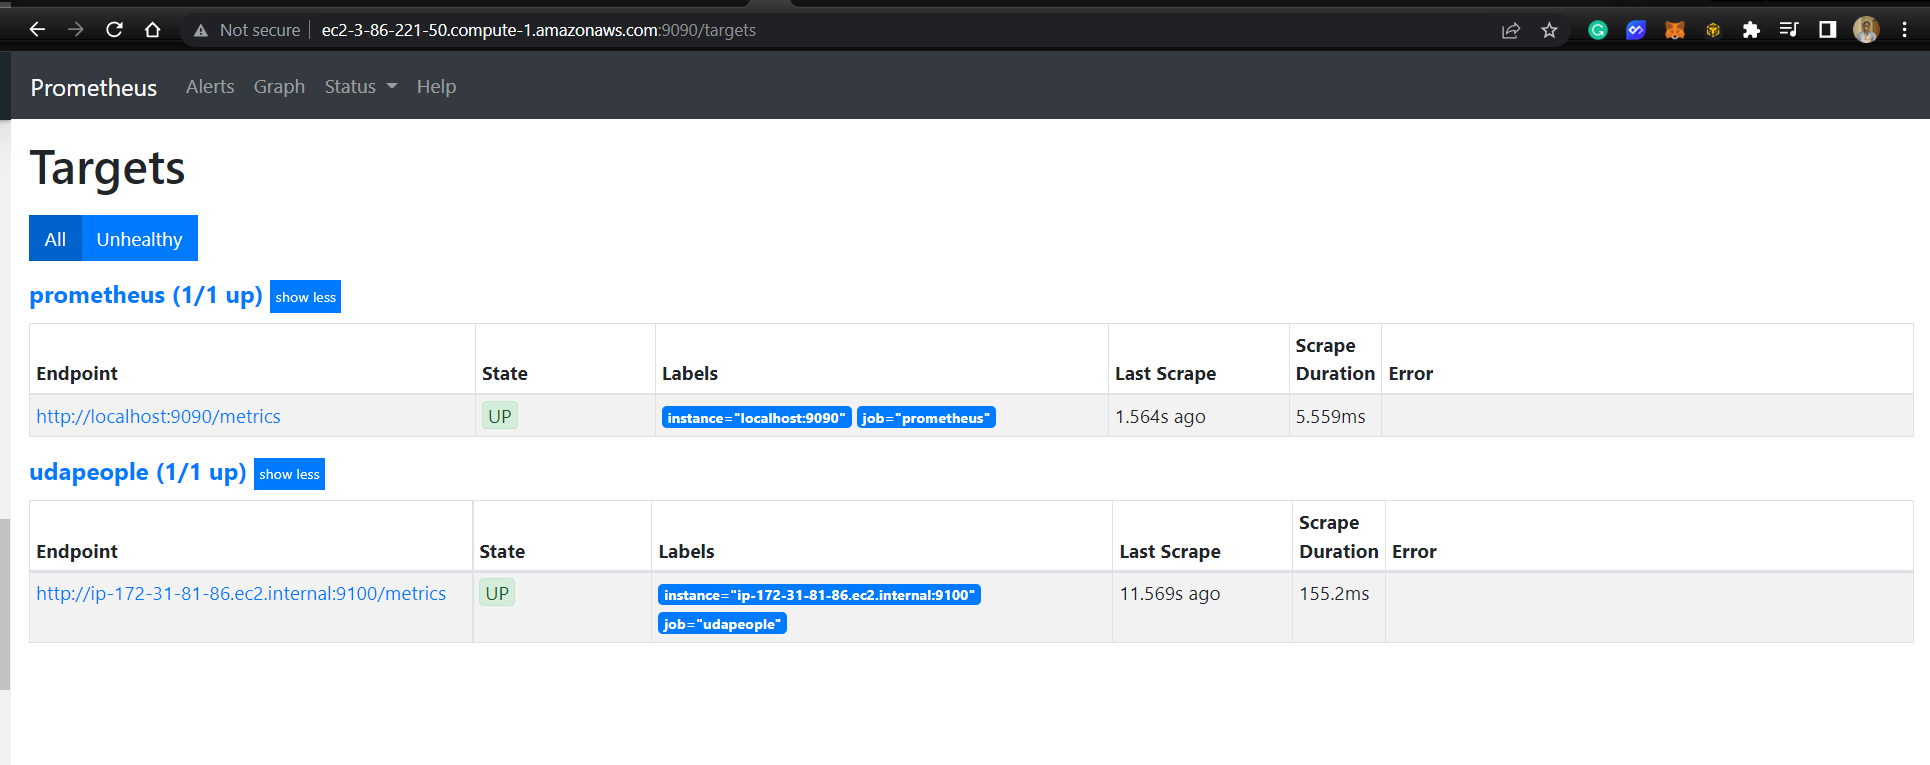 Not secure ec2-3-86-221-50.compute-1.amazonaws.com:9090/targets
Prometheus Alerts Graph Status Help
Targets
All Unhealthy
prometheus (1/1 up) show less
Endpoint State Labels Last Scrape Scrape Duration Error
http://localhost:9090/metrics UP instance="localhost:9090" job="prometheus" 1.564s ago 5.559ms
udapeople (1/1 up) show less
Endpoint State Labels Last Scrape Scrape Duration Error
http://ip-172-31-81-86.ec2.internal:9100/metrics UP instance="ip-172-31-81-86.ec2.internal:9100" 11.569s ago 155.2ms
job="udapeople"